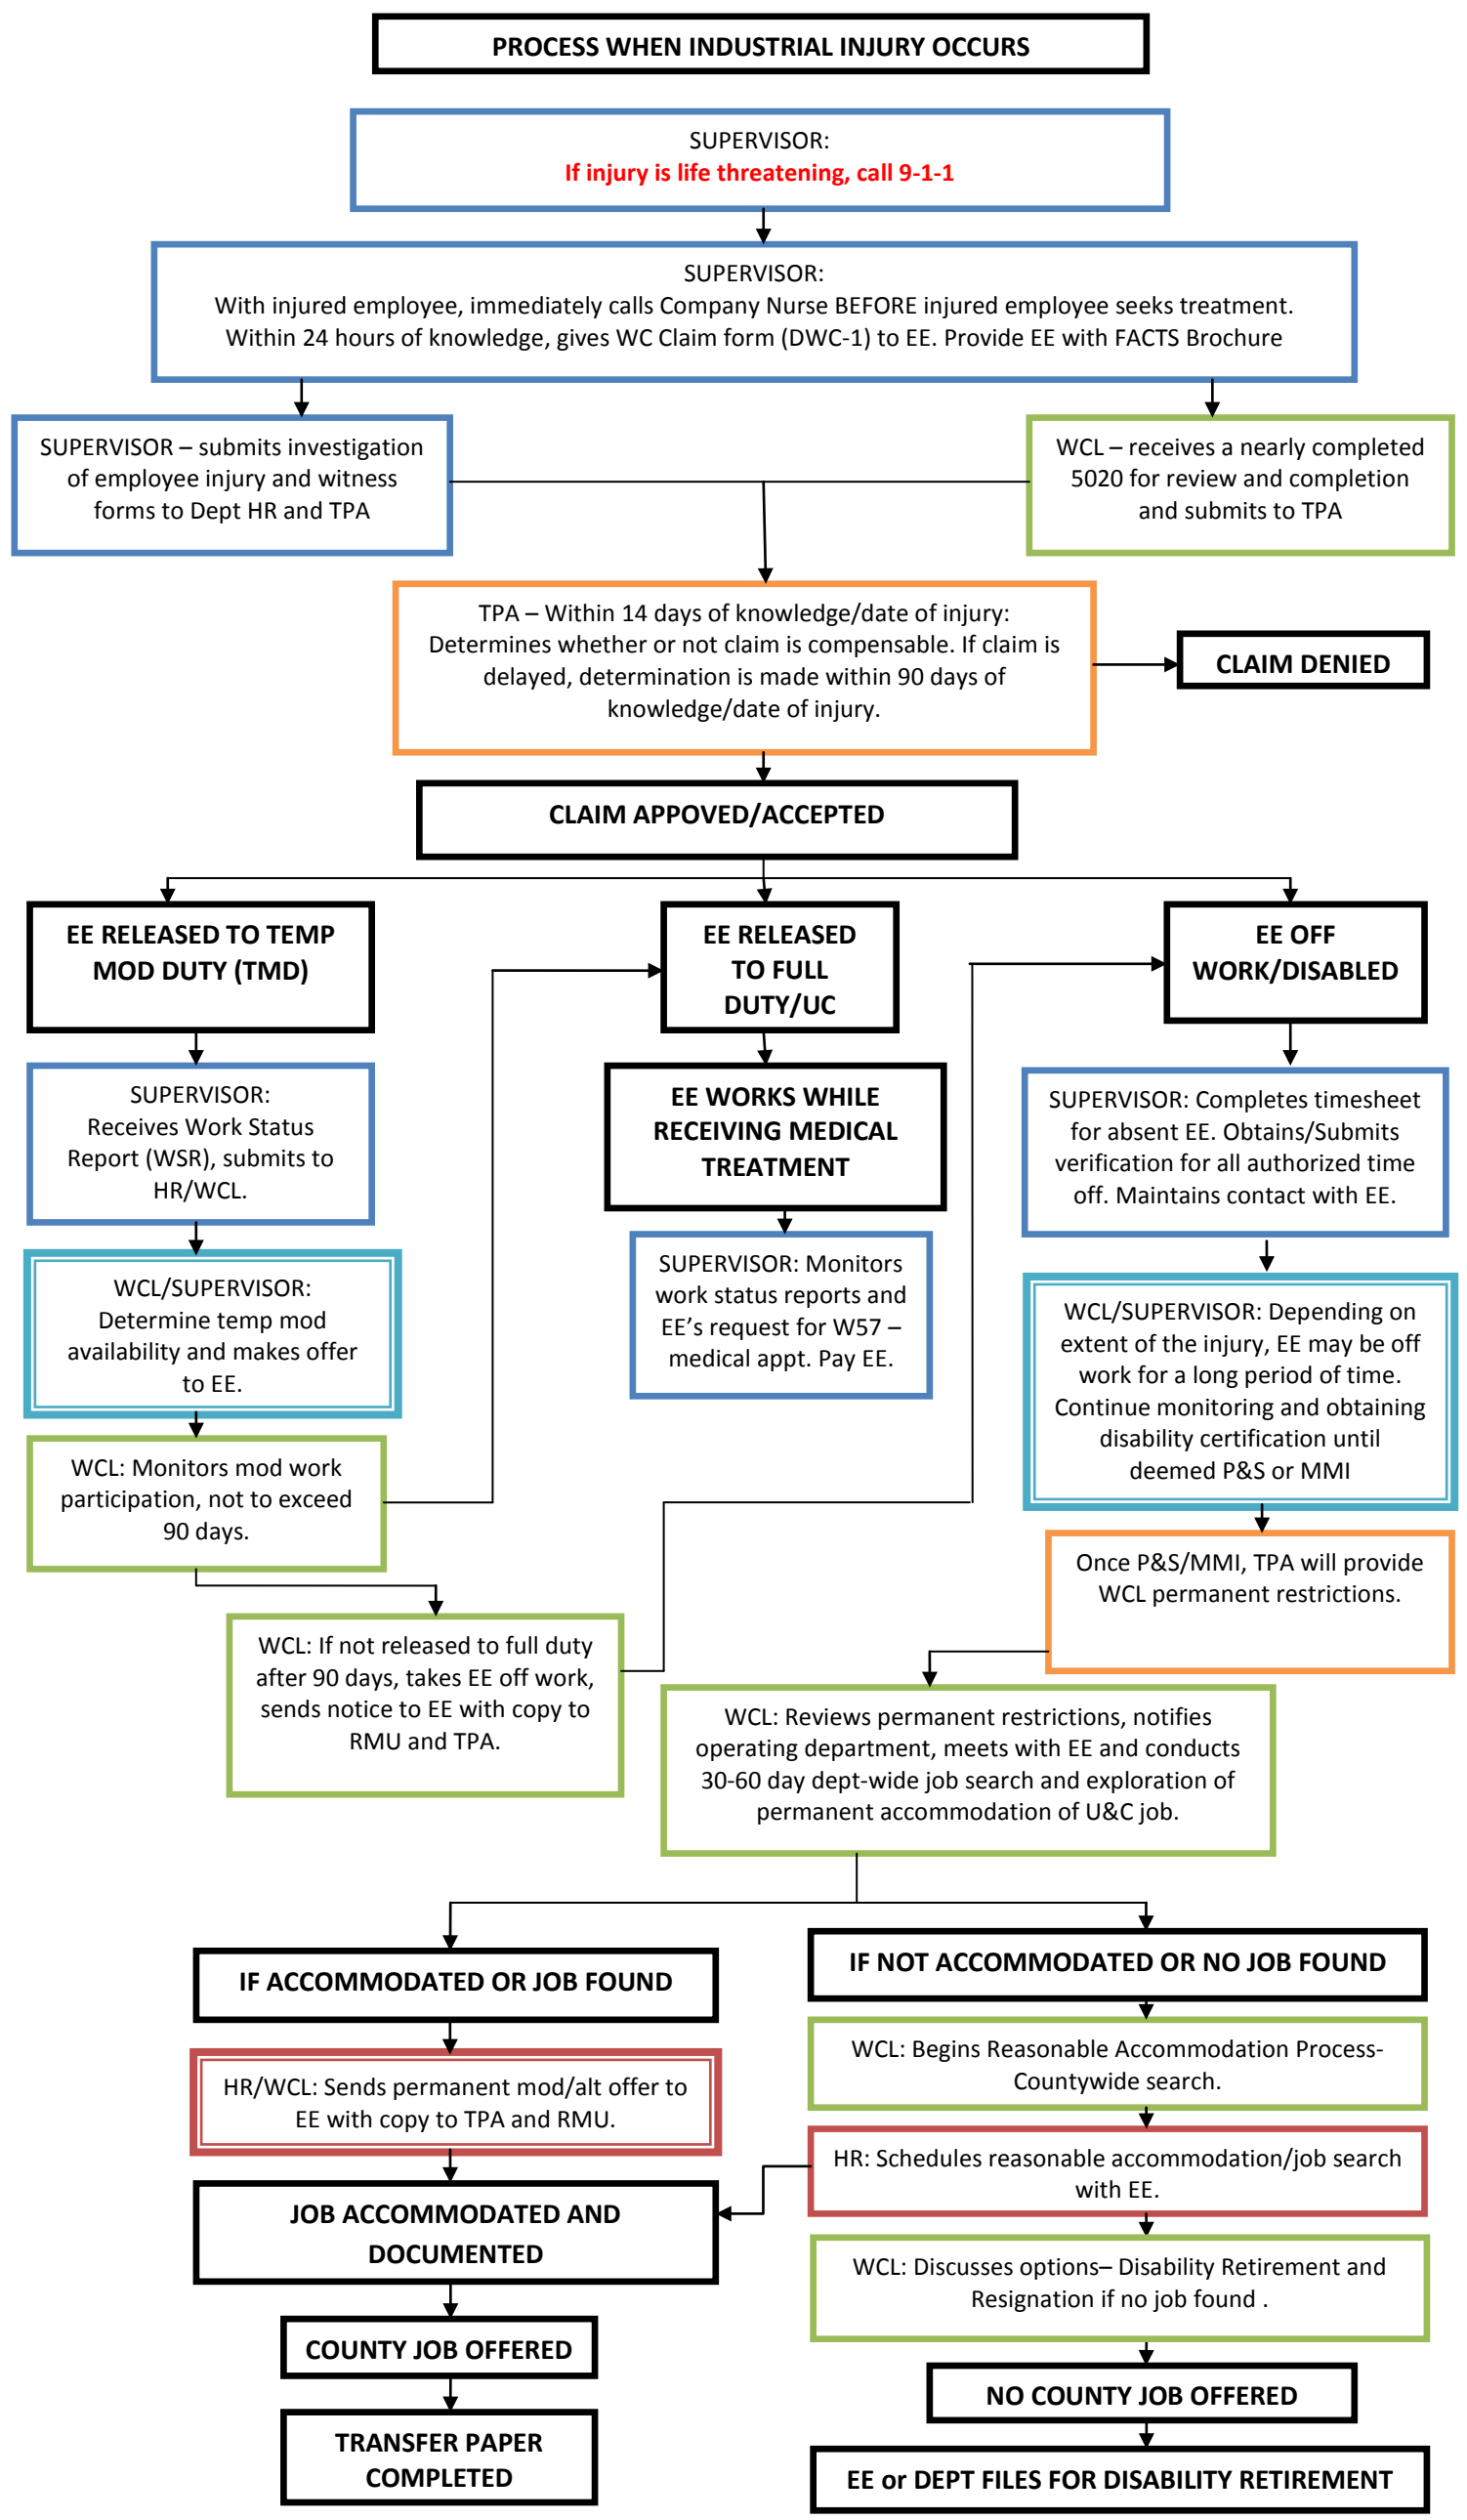 PROCESS WHEN INDUSTRIAL INJURY OCCURS
SUPERVISOR:
If injury is life threatening, call 9-1-1
SUPERVISOR:
With injured employee, immediately calls Company Nurse BEFORE injured employee seeks treatment.
Within 24 hours of knowledge, gives WC Claim form (DWC-1) to EE. Provide EE with FACTS Brochure
SUPERVISOR – submits investigation
of employee injury and witness
forms to Dept HR and TPA
WCL – receives a nearly completed
5020 for review and completion
and submits to TPA
TPA – Within 14 days of knowledge/date of injury:
Determines whether or not claim is compensable. If claim is
delayed, determination is made within 90 days of
knowledge/date of injury.
CLAIM DENIED
CLAIM APPOVED/ACCEPTED
EE RELEASED TO TEMP
MOD DUTY (TMD)
EE RELEASED
TO FULL
DUTY/UC
EE OFF
WORK/DISABLED
SUPERVISOR:
Receives Work Status
Report (WSR), submits to
HR/WCL.
EE WORKS WHILE
RECEIVING MEDICAL
TREATMENT
SUPERVISOR: Completes timesheet
for absent EE. Obtains/Submits
verification for all authorized time
off. Maintains contact with EE.
WCL/SUPERVISOR:
Determine temp mod
availability and makes offer
to EE.
SUPERVISOR: Monitors
work status reports and
EE's request for W57 –
medical appt. Pay EE.
WCL/SUPERVISOR: Depending on
extent of the injury, EE may be off
work for a long period of time.
Continue monitoring and obtaining
disability certification until
deemed P&S or MMI
WCL: Monitors mod work
participation, not to exceed
90 days.
Once P&S/MMI, TPA will provide
WCL permanent restrictions.
WCL: If not released to full duty
after 90 days, takes EE off work,
sends notice to EE with copy to
RMU and TPA.
WCL: Reviews permanent restrictions, notifies
operating department, meets with EE and conducts
30-60 day dept-wide job search and exploration of
permanent accommodation of U&C job.
IF ACCOMMODATED OR JOB FOUND
IF NOT ACCOMMODATED OR NO JOB FOUND
HR/WCL: Sends permanent mod/alt offer to
EE with copy to TPA and RMU.
WCL: Begins Reasonable Accommodation Process-
Countywide search.
HR: Schedules reasonable accommodation/job search
with EE.
JOB ACCOMMODATED AND
DOCUMENTED
WCL: Discusses options– Disability Retirement and
Resignation if no job found .
COUNTY JOB OFFERED
NO COUNTY JOB OFFERED
TRANSFER PAPER
COMPLETED
EE or DEPT FILES FOR DISABILITY RETIREMENT